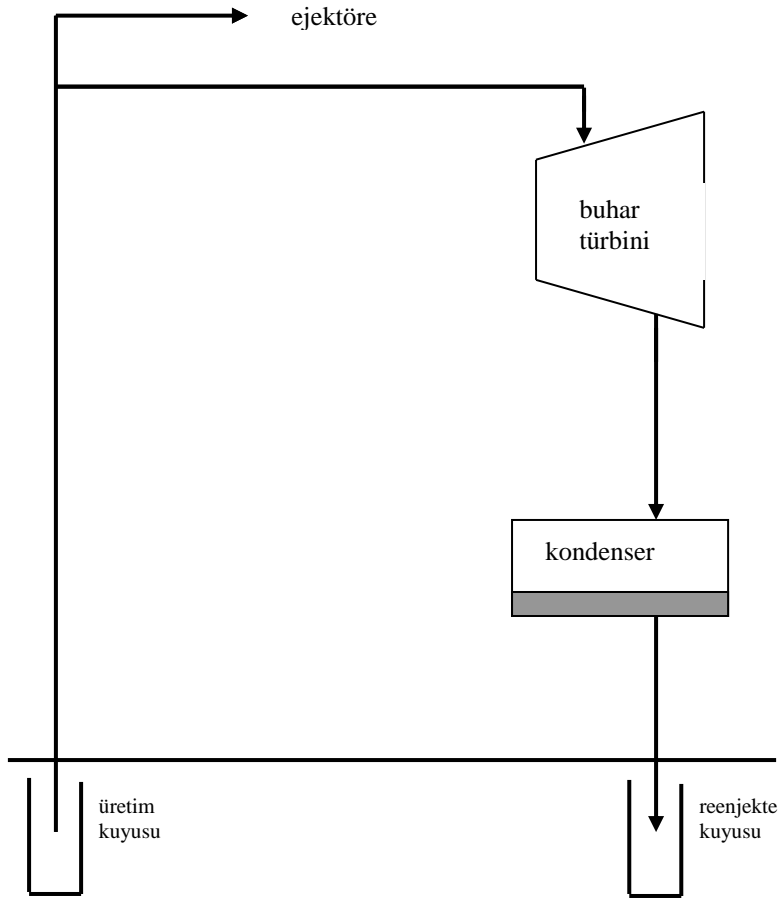 ejektöre
buhar
türbini
kondenser
üretim
kuyusu
reenjekte
kuyusu